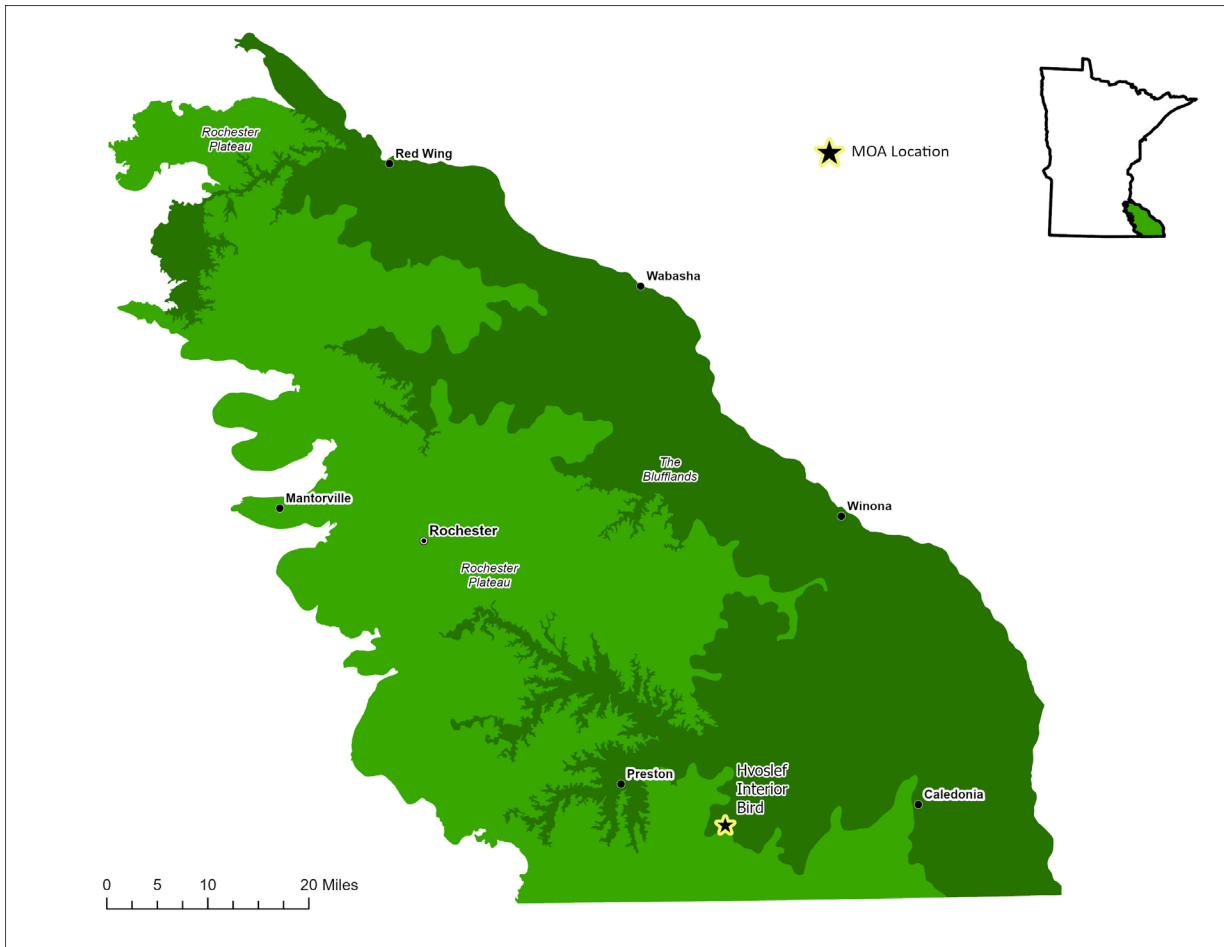 Rochester
Plateau
Red Wing
MOA Location
Wabasha
The
Blufflands
Mantorville
Winona
Rochester
Rochester
Plateau
Hvoslef
Interior
Bird
Preston
Caledonia
0 5 10 20 Miles